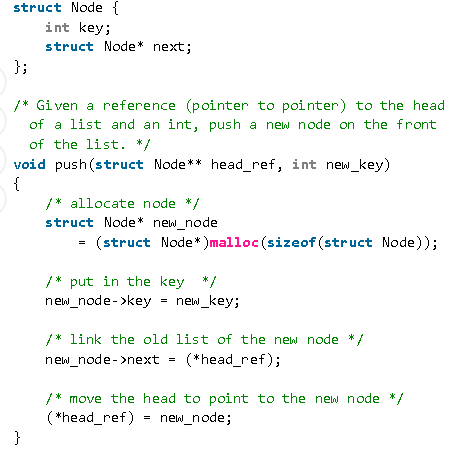 struct Node {
    int key;
    struct Node* next;
};

/* Given a reference (pointer to pointer) to the head
  of a list and an int, push a new node on the front
  of the list. */
void push(struct Node** head_ref, int new_key)
{
    /* allocate node */
    struct Node* new_node
        = (struct Node*)malloc(sizeof(struct Node));

    /* put in the key  */
    new_node->key = new_key;

    /* link the old list of the new node */
    new_node->next = (*head_ref);

    /* move the head to point to the new node */
    (*head_ref) = new_node;
}